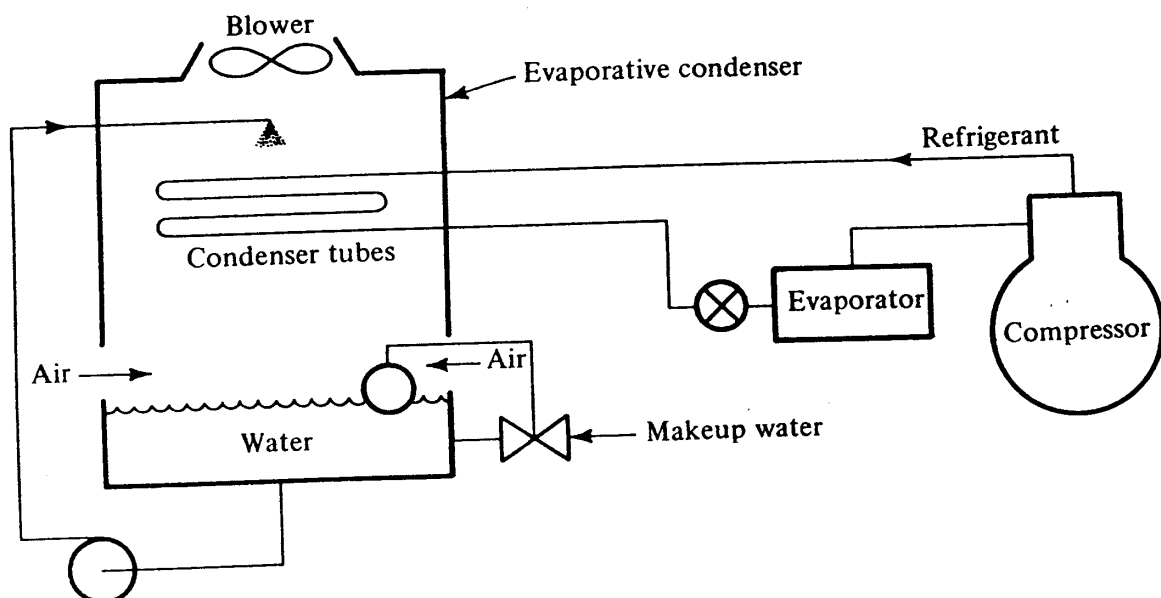 Blower
Evaporative condenser
Refrigerant
Condenser tubes
Evaporator
Compressor
Air
Air
Water
Makeup water